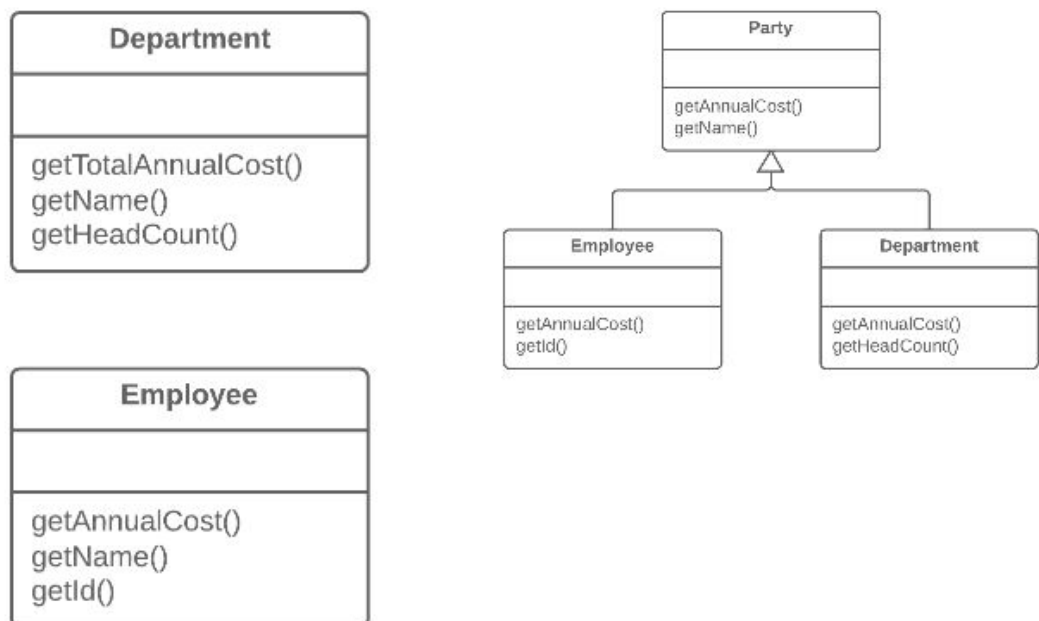 Department
getTotalAnnualCost()
getName()
getHeadCount()
Employee
getAnnualCost()
getName()
getId()
Party
getAnnualCost()
getName()
Employee
getAnnualCost()
getId()
Department
getAnnualCost()
getHeadCount()